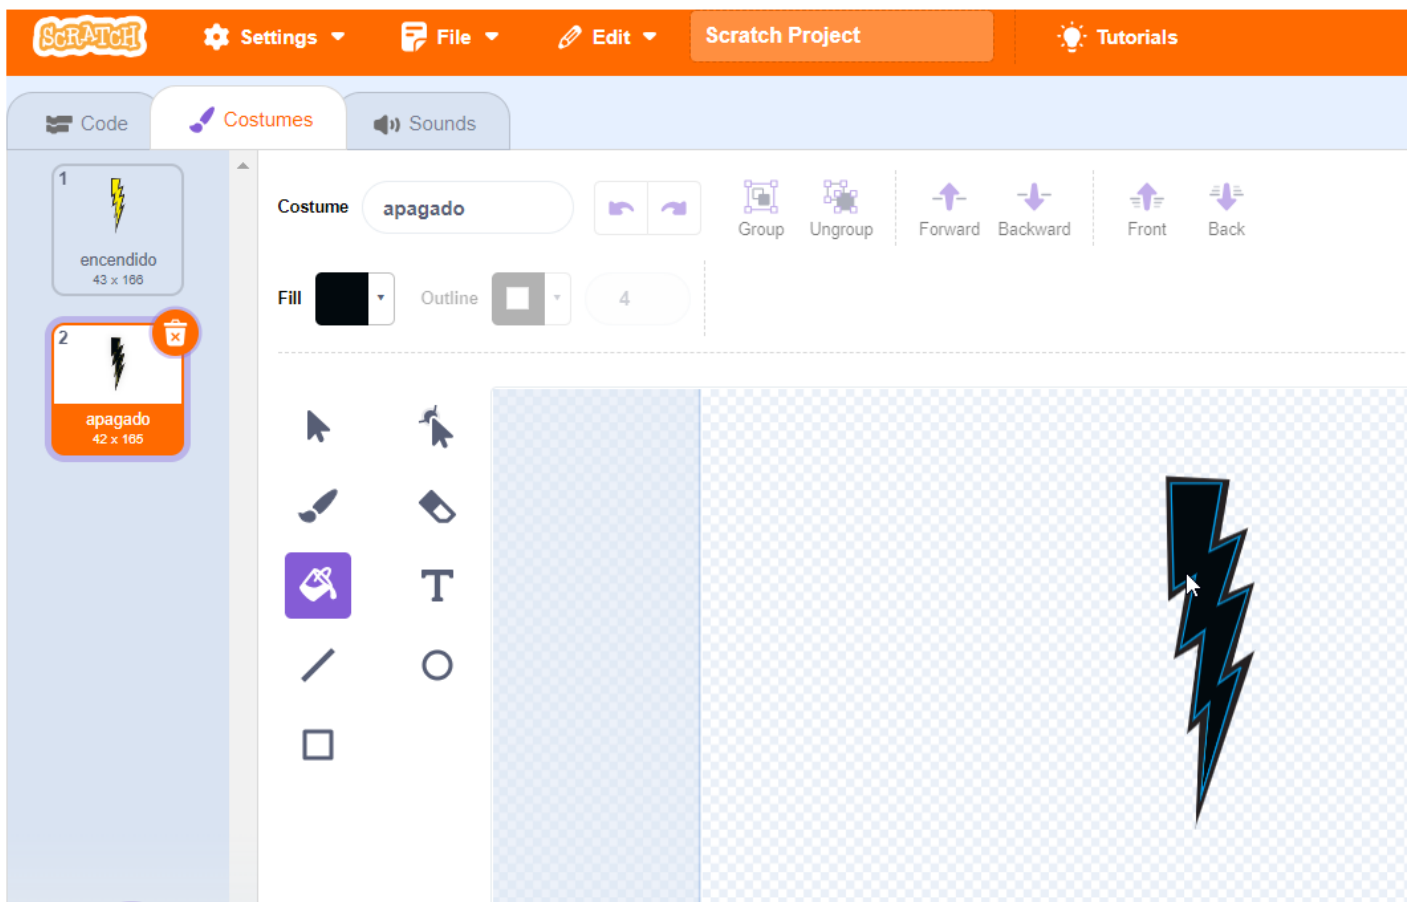 SCRATCH
Settings
File
Edit
Scratch Project
Tutorials
Code
Costumes
Sounds
1
encendido
43 x 166
2
apagado
42 x 165
Costume
apagado
Group
Ungroup
Forward
Backward
Front
Back
Fill
Outline
4
T